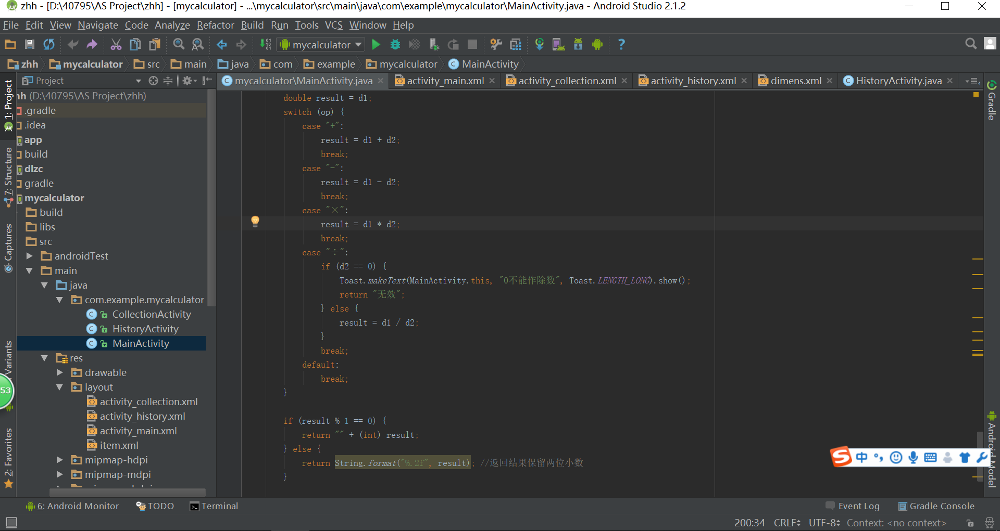 zhh - [D:\40795\AS Project\zhh] - [mycalculator] - ...\mycalculator\src\main\java\com\example\mycalculator\MainActivity.java - Android Studio 2.1.2
File Edit View Navigate Code Analyze Refactor Build Run Tools VCS Window Help
mycalculator
zhh mycalculator src main java com example mycalculator MainActivity
Project
mycalculator\MainActivity.java activity_main.xml activity_collection.xml activity_history.xml dimens.xml HistoryActivity.java
1: Project
7: Structure
Captures
Variants
2: Favorites
53
hh (D:\40795\AS Project\zhh)
.gradle
.idea
app
build
dlzc
gradle
mycalculator
build
libs
src
androidTest
main
java
com.example.mycalculator
CollectionActivity
HistoryActivity
MainActivity
res
drawable
layout
activity_collection.xml
activity_history.xml
activity_main.xml
item.xml
mipmap-hdpi
mipmap-mdpi
double result = d1;
switch (op) {
case "+":
result = d1 + d2;
break;
case "-":
result = d1 - d2;
break;
case "×":
result = d1 * d2;
break;
case "÷":
if (d2 == 0) {
Toast.makeText(MainActivity.this, "0不能作除数", Toast.LENGTH_LONG).show();
return "无效";
} else {
result = d1 / d2;
}
break;
default:
break;
}
if (result % 1 == 0) {
return "" + (int) result;
} else {
return String.format("%.2f", result); //返回结果保留两位小数
}
Gradle
Android Model
中
6: Android Monitor TODO Terminal Event Log Gradle Console
200:34 CRLF UTF-8 Context: <no context>